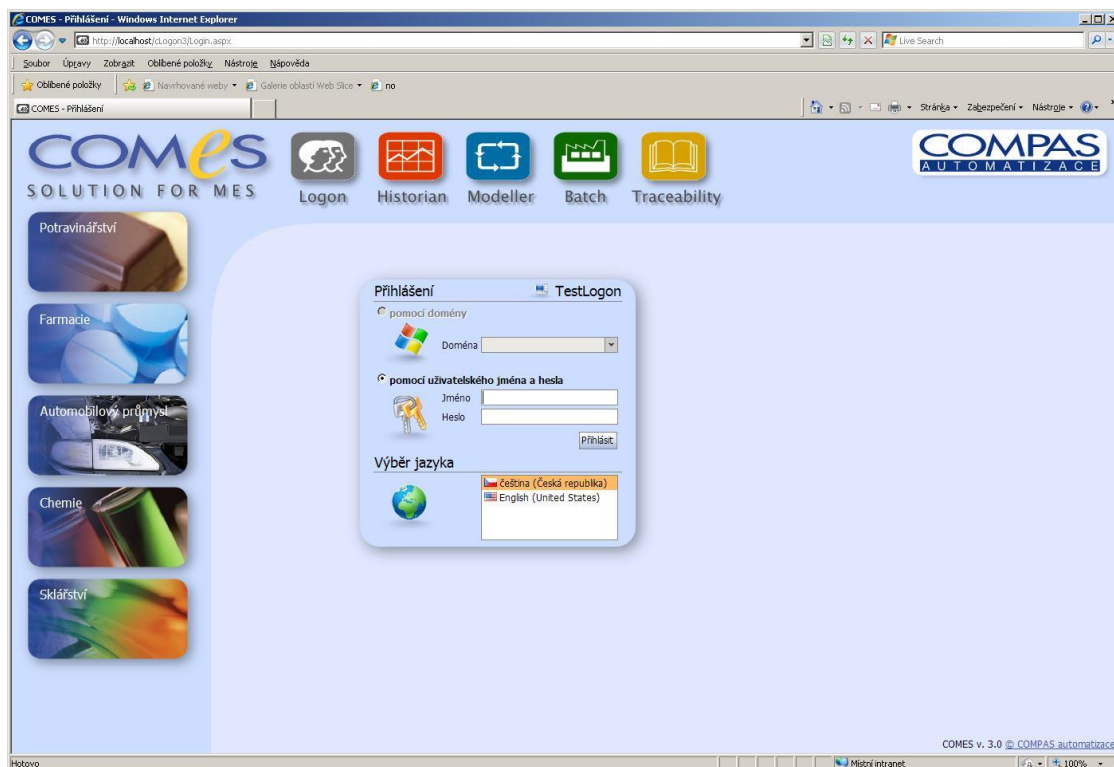 COMES - Přihlášení - Windows Internet Explorer
http://localhost/cLogon3/Login.aspx
Live Search
Soubor Úpravy Zobrazit Oblíbené položky Nástroje Nápověda
Oblíbené položky Navrhované weby Galerie oblastí Web Slice no
COMES - Přihlášení
Stránka Zabezpečení Nástroje
COMES
SOLUTION FOR MES
Logon Historian Modeller Batch Traceability
COMPAS
AUTOMATIZACE
Potravinářství
Farmacie
Automobilový průmysl
Chemie
Sklářství
Přihlášení TestLogon
pomocí domény
Doména
pomocí uživatelského jména a hesla
Jméno
Heslo
Přihlásit
Výběr jazyka
čeština (Česká republika)
English (United States)
COMES v. 3.0 © COMPAS automatizace
Hotovo Místní intranet 100%